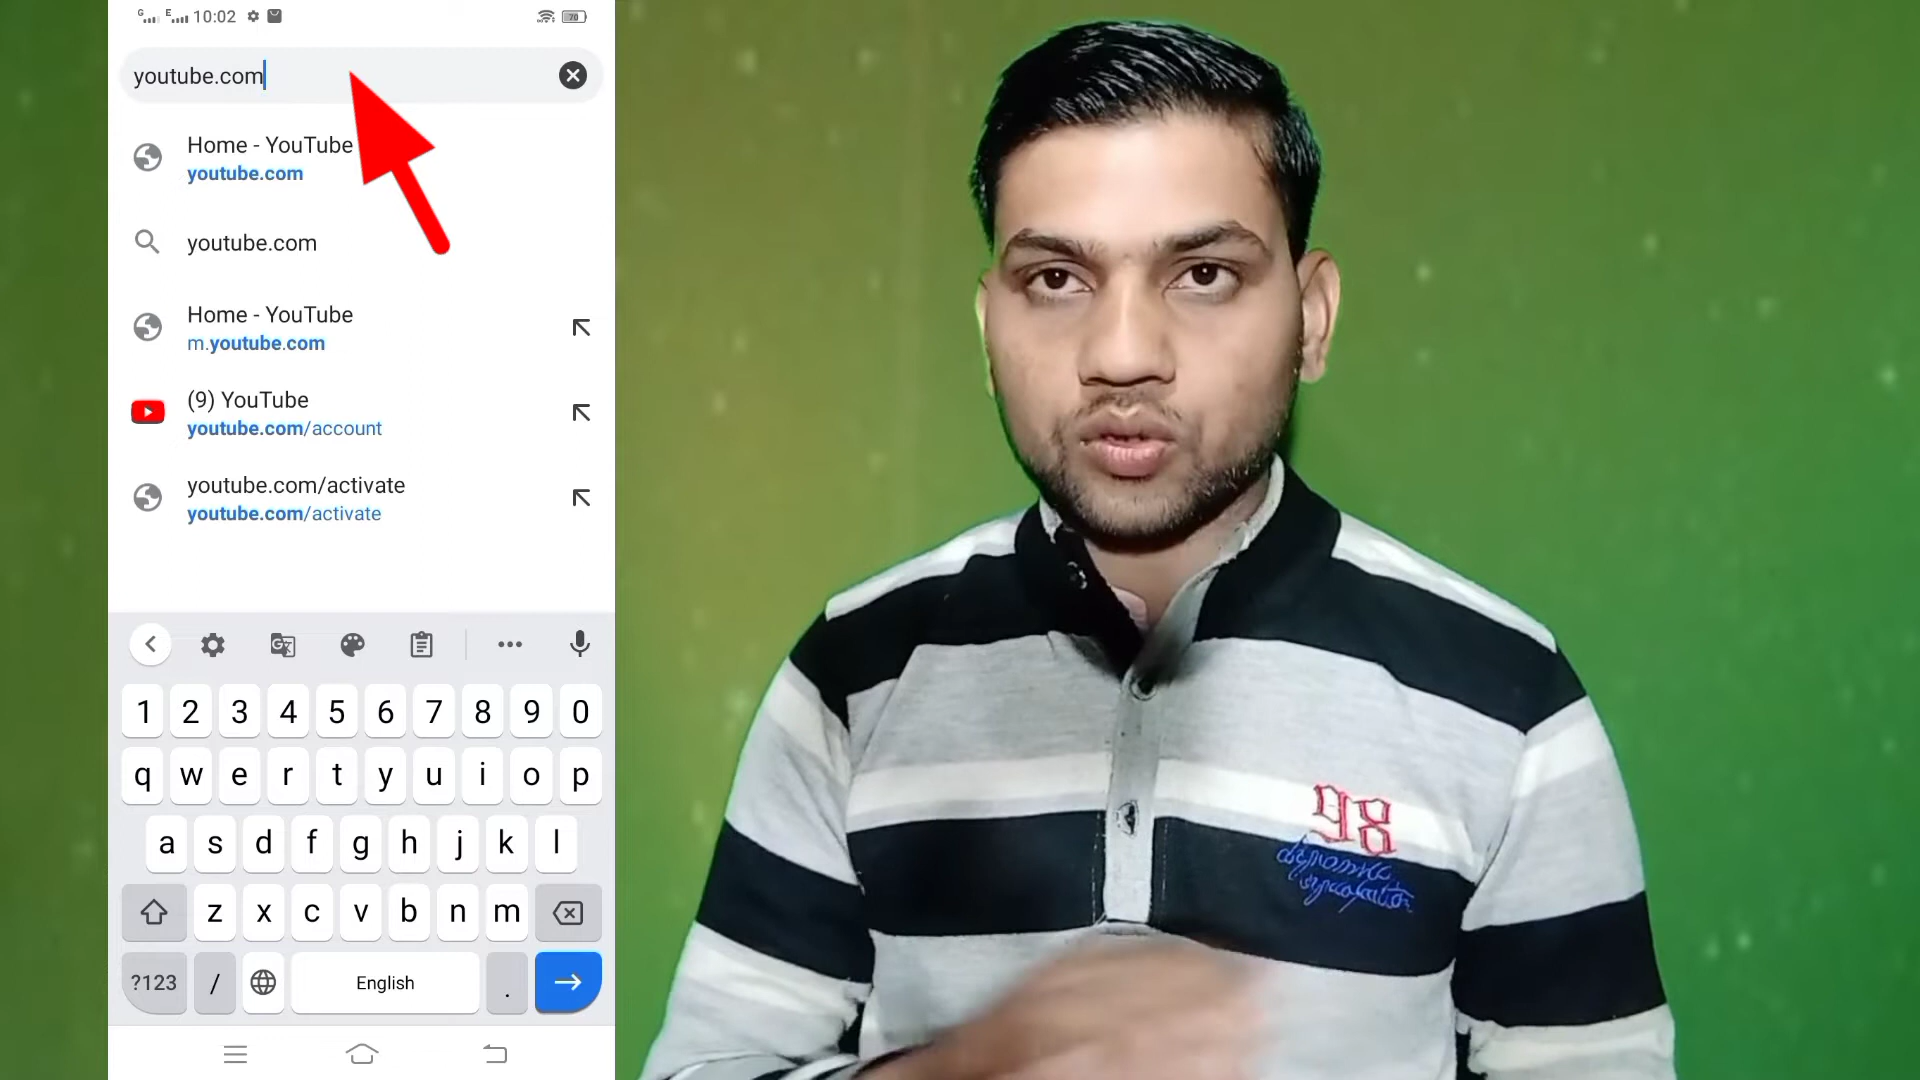 G E 10:02 70
youtube.com
Home - YouTube
youtube.com
youtube.com
Home - YouTube
m.youtube.com
(9) YouTube
youtube.com/account
youtube.com/activate
youtube.com/activate
1 2 3 4 5 6 7 8 9 0
q w e r t y u i o p
a s d f g h j k l
z x c v b n m
?123 / English .
98